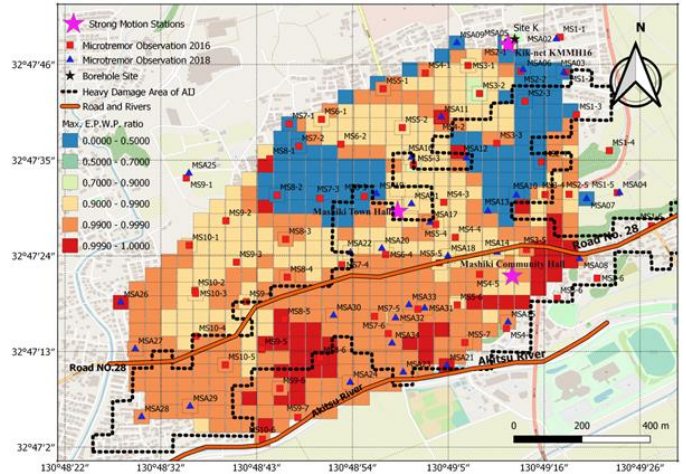 Strong Motion Stations
Microtremor Observation 2016
Microtremor Observation 2018
Borehole Site
Heavy Damage Area of AIJ
Road and Rivers
Max. E.P.W.P. ratio
0.0000 - 0.5000
0.5000 - 0.7000
0.7000 - 0.9000
0.9000 - 0.9900
0.9900 - 0.9990
0.9990 - 1.0000
N
Site K
Kik-net KMMH16
MSA09
MSA05
MSA02
MS1-1
MS2-1
MS4-1
MS3-1
MSA06
MSA03
MS2-2
MS5-1
MS3-2
MS2-3
MS7-1
MS6-1
MSA11
MS1-3
MS5-2
MS7-2
MS6-2
MS3-3
MS1-4
MS8-1
MS5-3
MSA12
MSA25
MS9-1
MS8-2
MS7-3
MSA10
MS2-5
MS1-5
MSA04
MSA07
MS4-3
MSA13
Mashiki Town Hall
MSA17
MS9-2
MS8-3
MS5-4
MS10-1
MSA22
MSA20
MS6-4
MSA18
MSA14
Road No. 28
MS9-3
MS7-4
MSA08
Mashiki Community Hall
MS8-4
MS4-5
MS10-2
MS10-3
MSA26
MSA33
MSA31
MS5-6
MS8-5
MSA30
MS7-5
MSA32
MS7-6
MS10-4
MSA34
MS5-7
MSA27
MSA21
MS10-5
Road NO.28
Akitsu River
MS9-6
MSA24
Akitsu River
MSA28
MSA29
MS9-7
MS10-6
0 200 400 m
32°47'46
32°47'35
32°47'24
32°47'13
32°47'2
130°48'22 130°48'32 130°48'43 130°48'54 130°49'5 130°49'16 130°49'26